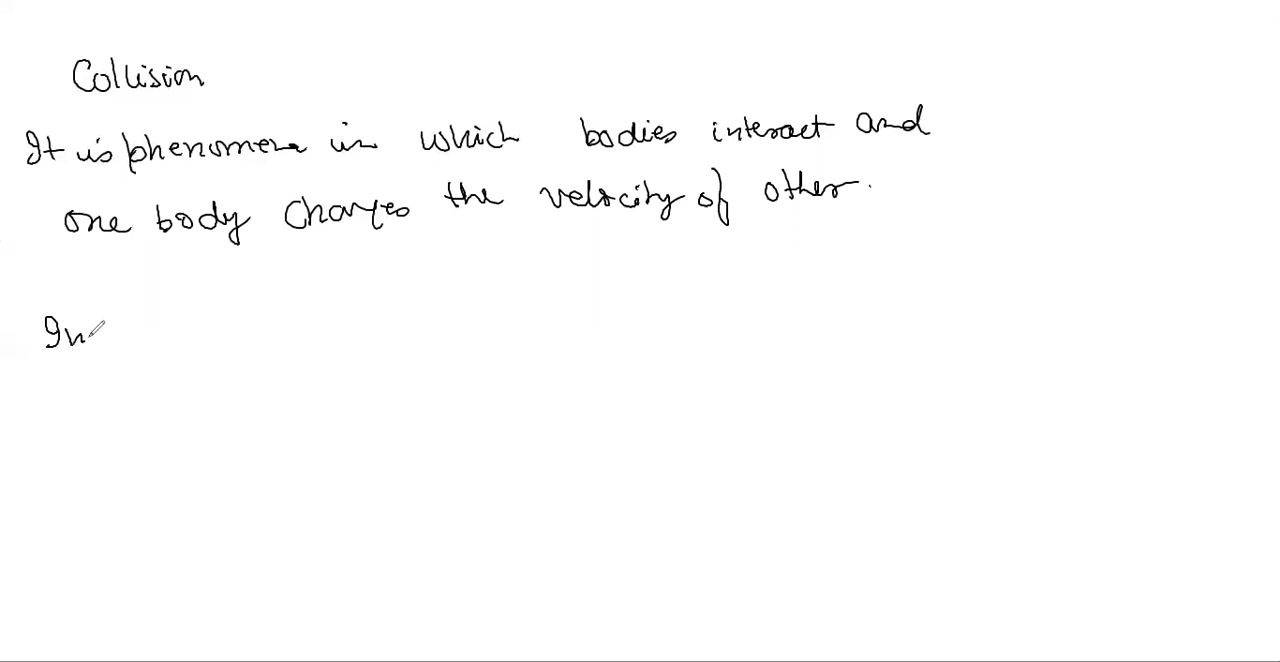 Collision
It is phenomena in which bodies interact and
one body changes the velocity of other.
In